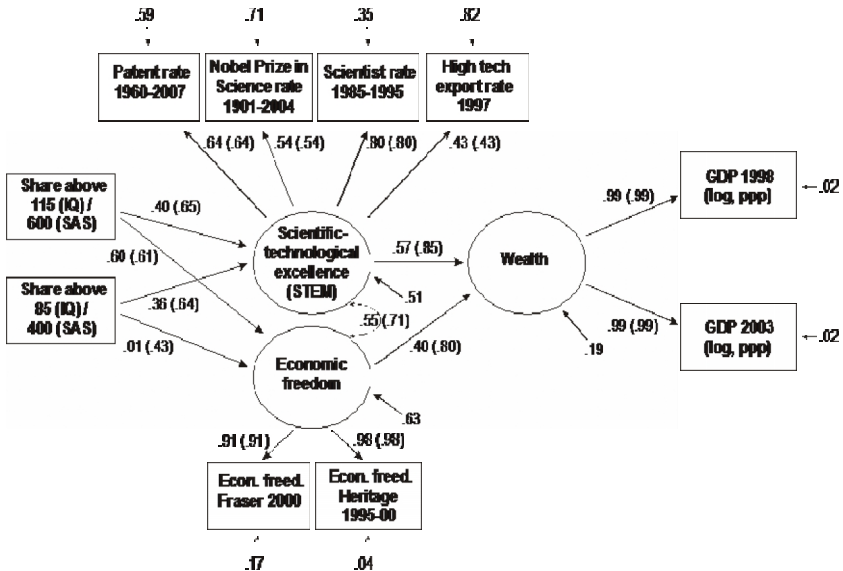 .59 .71 .35 .82
Patent rate
1960-2007
Nobel Prize in
Science rate
1901-2004
Scientist rate
1985-1995
High tech
export rate
1997
.64 (.64) .54 (.54) .80 (.80) .43 (.43)
Share above
115 (IQ) /
600 (SAS)
.40 (.65)
.60 (.61)
Share above
85 (IQ) /
400 (SAS)
.36 (.64)
.01 (.43)
Scientific-
technological
excellence
(STEM)
.51
.57 (.85)
.55 (.71)
Economic
freedom
.63
.40 (.80)
Wealth
.19
.99 (.99)
GDP 1998
(log, ppp)
.02
.99 (.99)
GDP 2003
(log, ppp)
.02
.91 (.91) .98 (.98)
Econ. freed.
Fraser 2000
Econ. freed.
Heritage
1995-00
.17 .04